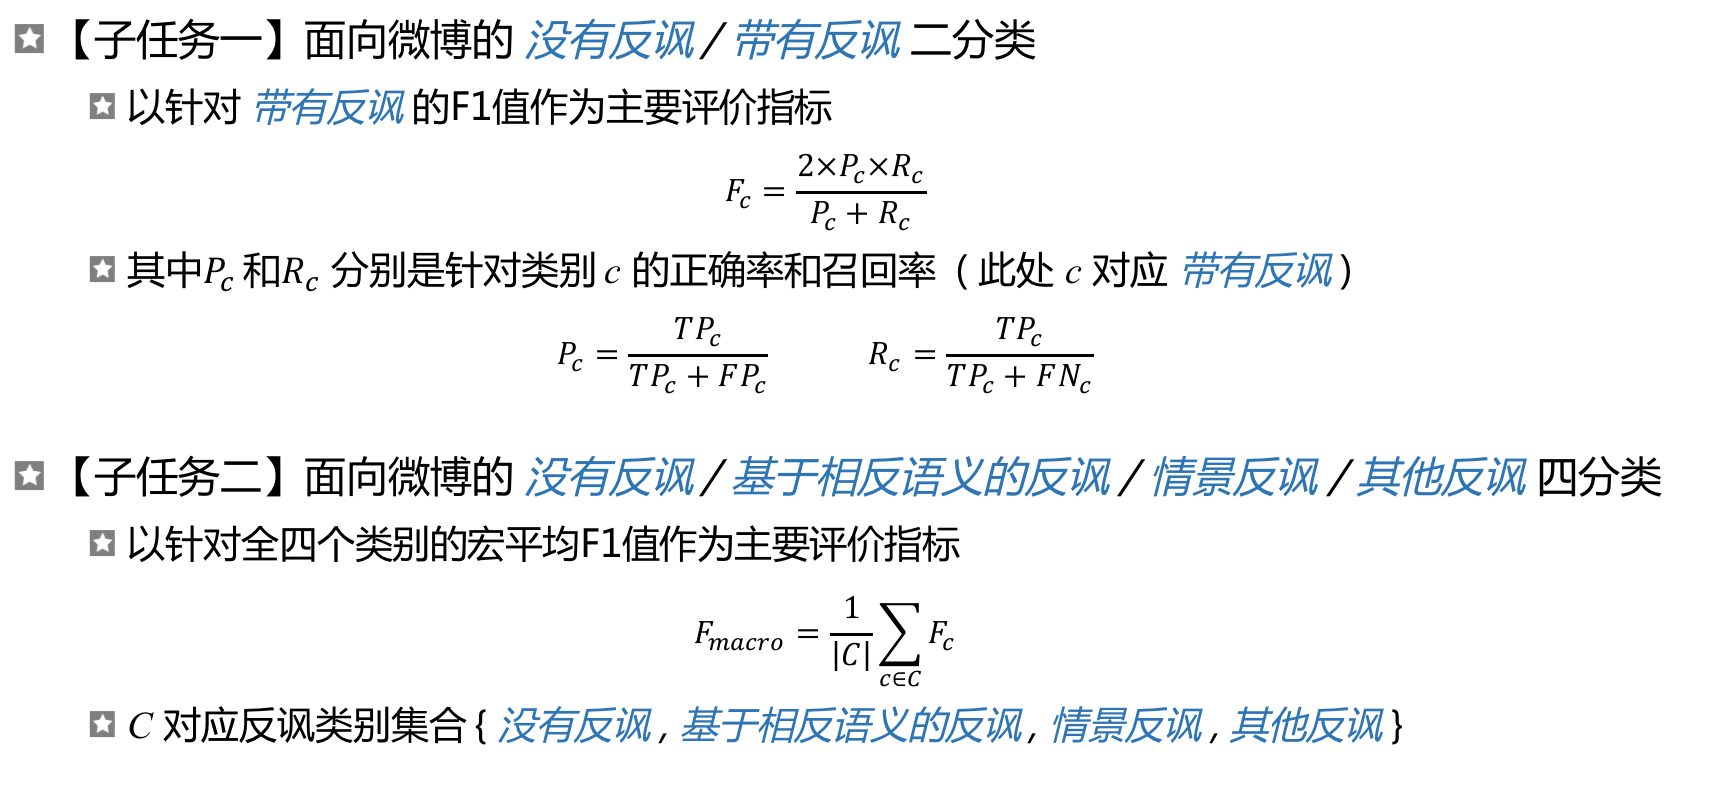 【子任务一】面向微博的 没有反讽 / 带有反讽 二分类
以针对 带有反讽 的F1值作为主要评价指标
F_c = \frac{2×P_c×R_c}{P_c + R_c}
其中P_c 和R_c 分别是针对类别 c 的正确率和召回率（此处 c 对应 带有反讽）
P_c = \frac{TP_c}{TP_c + FP_c} R_c = \frac{TP_c}{TP_c + FN_c}
【子任务二】面向微博的 没有反讽 / 基于相反语义的反讽 / 情景反讽 / 其他反讽 四分类
以针对全四个类别的宏平均F1值作为主要评价指标
F_{macro} = \frac{1}{|C|} \sum_{c∈C} F_c
C 对应反讽类别集合 { 没有反讽 , 基于相反语义的反讽 , 情景反讽 , 其他反讽 }